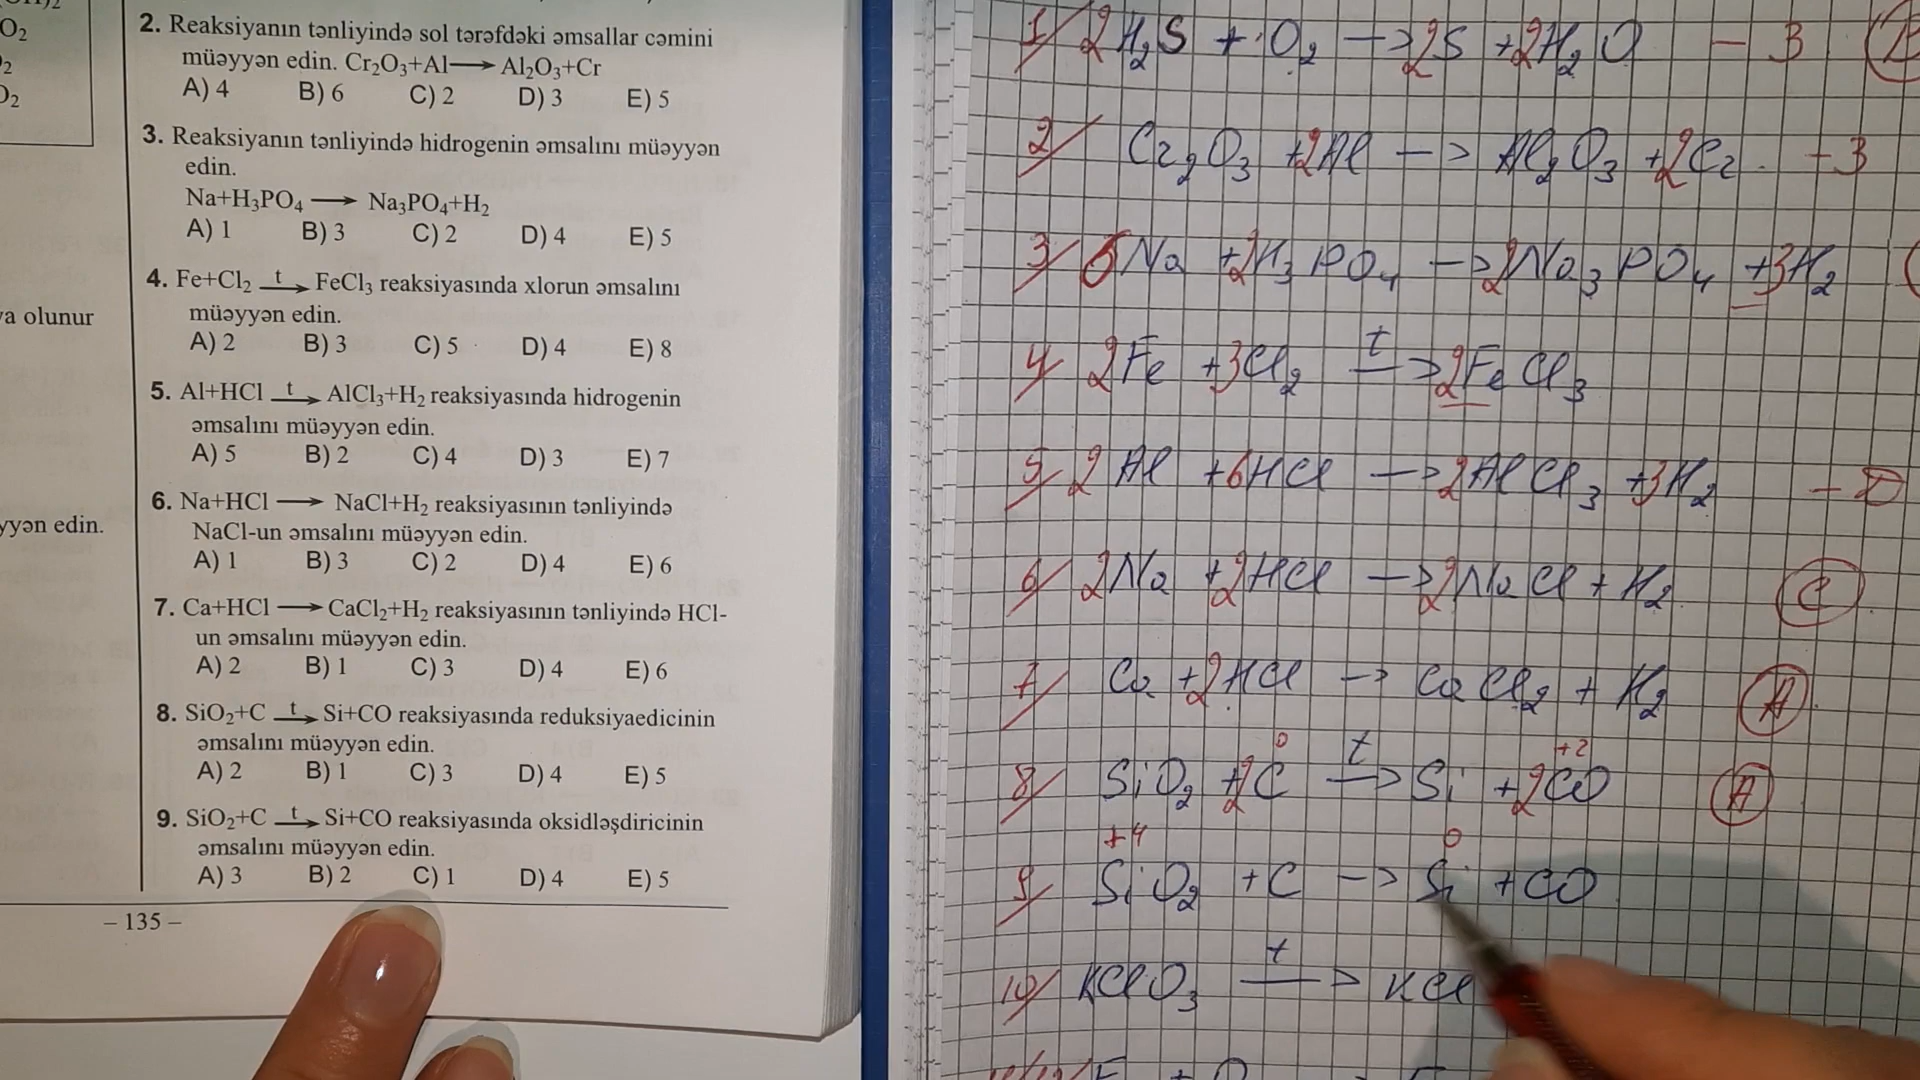 O₂
yyən edin.
2. Reaksiyanın tənliyində sol tərəfdəki əmsallar cəmini
müəyyən edin. Cr₂O₃+Al⟶Al₂O₃+Cr
A) 4 B) 6 C) 2 D) 3 E) 5
3. Reaksiyanın tənliyində hidrogenin əmsalını müəyyən
edin.
Na+H₃PO₄ ⟶ Na₃PO₄+H₂
A) 1 B) 3 C) 2 D) 4 E) 5
4. Fe+Cl₂ —t→ FeCl₃ reaksiyasında xlorun əmsalını
müəyyən edin.
A) 2 B) 3 C) 5 D) 4 E) 8
5. Al+HCl —t→ AlCl₃+H₂ reaksiyasında hidrogenin
əmsalını müəyyən edin.
A) 5 B) 2 C) 4 D) 3 E) 7
6. Na+HCl ⟶ NaCl+H₂ reaksiyasının tənliyində
NaCl-un əmsalını müəyyən edin.
A) 1 B) 3 C) 2 D) 4 E) 6
7. Ca+HCl ⟶CaCl₂+H₂ reaksiyasının tənliyində HCl-
un əmsalını müəyyən edin.
A) 2 B) 1 C) 3 D) 4 E) 6
8. SiO₂+C —t→ Si+CO reaksiyasında reduksiyaedicinin
əmsalını müəyyən edin.
A) 2 B) 1 C) 3 D) 4 E) 5
9. SiO₂+C —t→ Si+CO reaksiyasında oksidləşdiricinin
əmsalını müəyyən edin.
A) 3 B) 2 C) 1 D) 4 E) 5
– 135 –
1/ 2H₂S + O₂ → 2S + 2H₂O – 3
2/ Cr₂O₃ + 2Al → Al₂O₃ + 2Cr – 3
3/ 6Na + 2H₃PO₄ → 2Na₃PO₄ + 3H₂
4/ 2Fe + 3Cl₂ —t→ 2FeCl₃
5/ 2Al + 6HCl → 2AlCl₃ + 3H₂ – D
6/ 2Na + 2HCl → 2NaCl + H₂ C
7/ Ca + 2HCl → CaCl₂ + H₂ A
0 +2
8/ SiO₂ + 2C —t→ Si + 2CO A
+4 0
9/ SiO₂ + C → Si + CO
10/ KClO₃ —t→ KCl